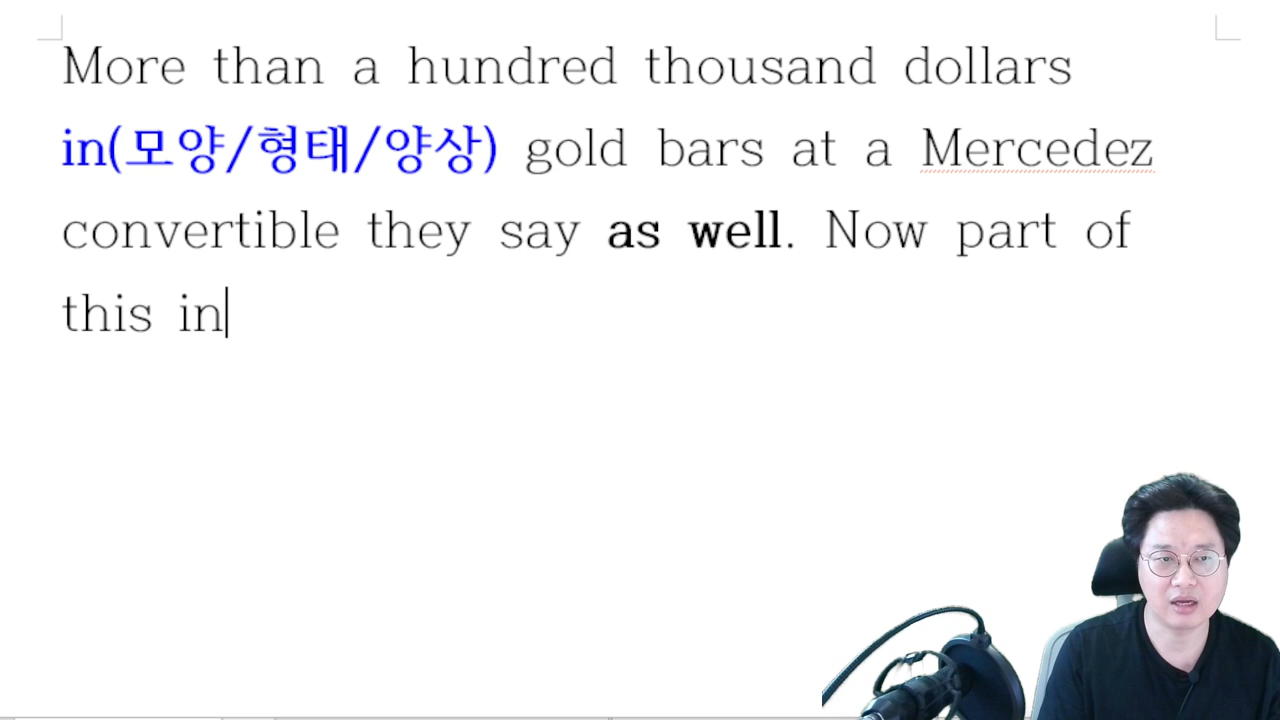 More than a hundred thousand dollars
in(모양/형태/양상) gold bars at a Mercedez
convertible they say as well. Now part of
this in